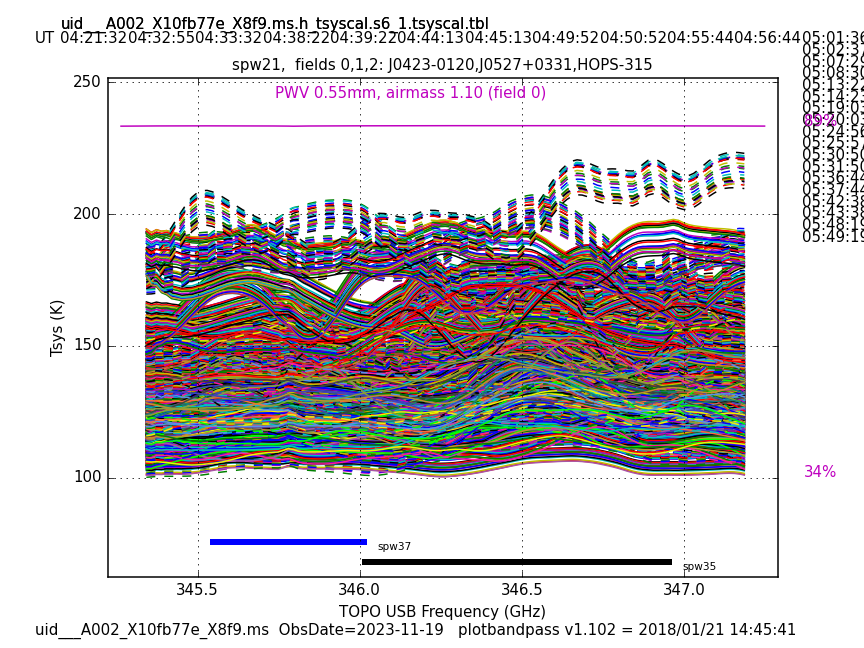 uid___A002_X10fb77e_X8f9.ms.h_tsyscal.s6_1.tsyscal.tbl
UT 04:21:32 04:32:55 04:33:32 04:38:22 04:39:22 04:44:13 04:45:13 04:49:52 04:50:52 04:55:44 04:56:44 05:01:36
spw21, fields 0,1,2: J0423-0120,J0527+0331,HOPS-315
PWV 0.55mm, airmass 1.10 (field 0)
250
200
150
100
Tsys (K)
34%
spw37
spw35
345.5 346.0 346.5 347.0
TOPO USB Frequency (GHz)
uid___A002_X10fb77e_X8f9.ms ObsDate=2023-11-19 plotbandpass v1.102 = 2018/01/21 14:45:41